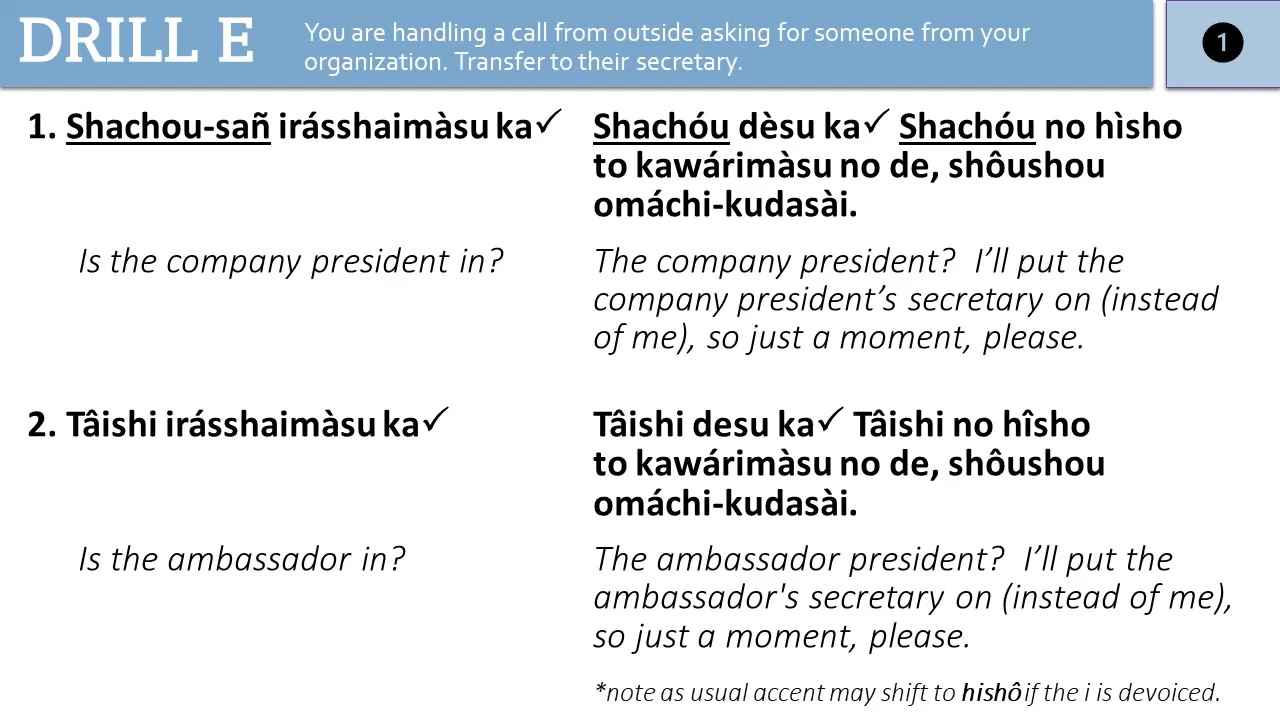 DRILL E
You are handling a call from outside asking for someone from your
organization. Transfer to their secretary.
1
1. Shachou-sañ irásshaimàsu ka✓
Shachóu dèsu ka✓ Shachóu no hìsho
to kawárimàsu no de, shôushou
omáchi-kudasài.
Is the company president in?
The company president? I’ll put the
company president’s secretary on (instead
of me), so just a moment, please.
2. Tâishi irásshaimàsu ka✓
Tâishi desu ka✓ Tâishi no hîsho
to kawárimàsu no de, shôushou
omáchi-kudasài.
Is the ambassador in?
The ambassador president? I’ll put the
ambassador's secretary on (instead of me),
so just a moment, please.
*note as usual accent may shift to hishô if the i is devoiced.